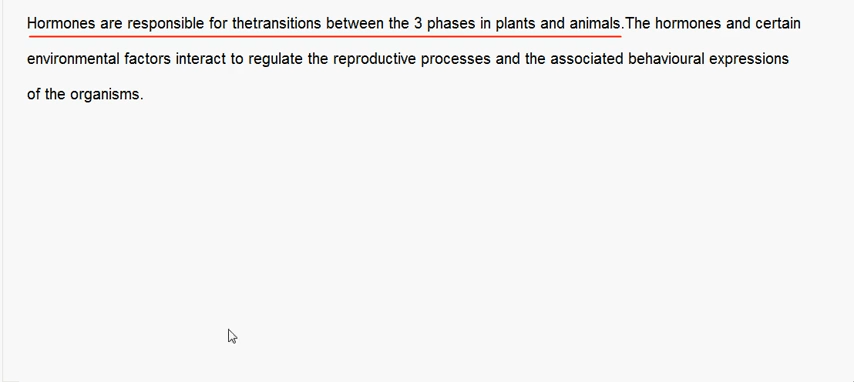 Hormones are responsible for thetransitions between the 3 phases in plants and animals.The hormones and certain
environmental factors interact to regulate the reproductive processes and the associated behavioural expressions
of the organisms.